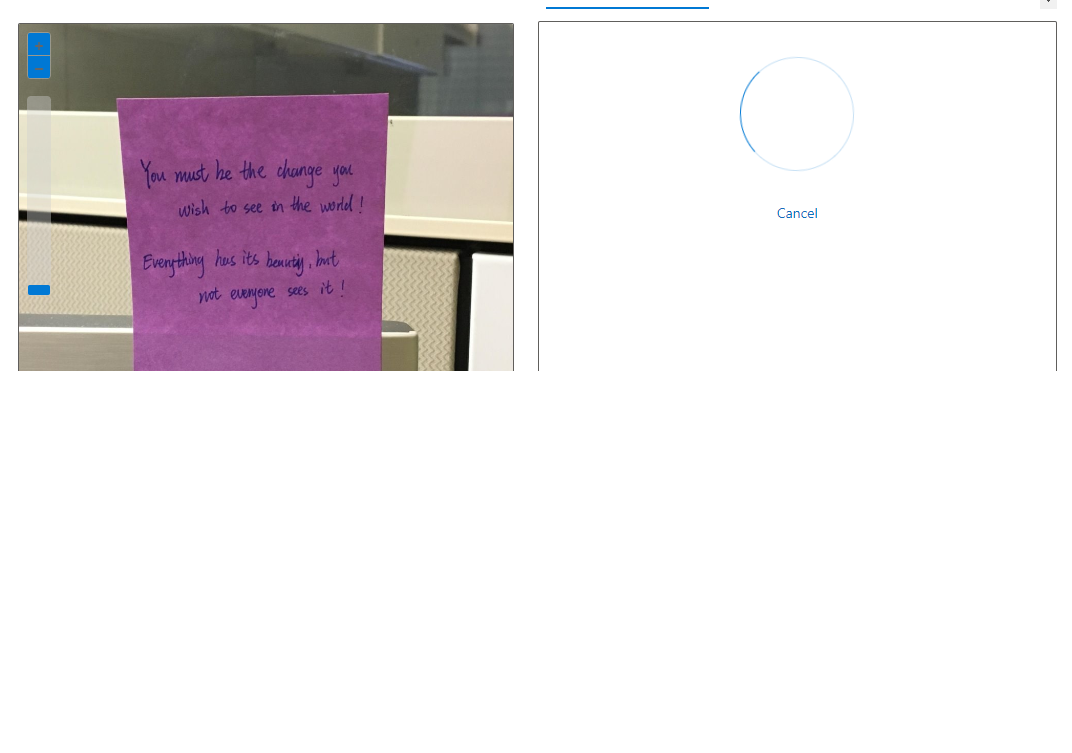 You must be the change you
wish to see in the world!
Everything has its beauty, but
not everyone sees it!
Cancel